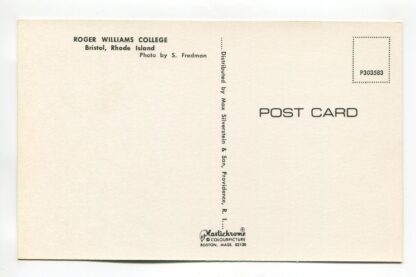 ROGER WILLIAMS COLLEGE
Bristol, Rhode Island
Photo by S. Fredman
..... Distributed by Max Silverstein & Son, Providence, R. I.....
P303583
POST CARD
Plastichrome
© COLOURPICTURE
BOSTON, MASS. 02130